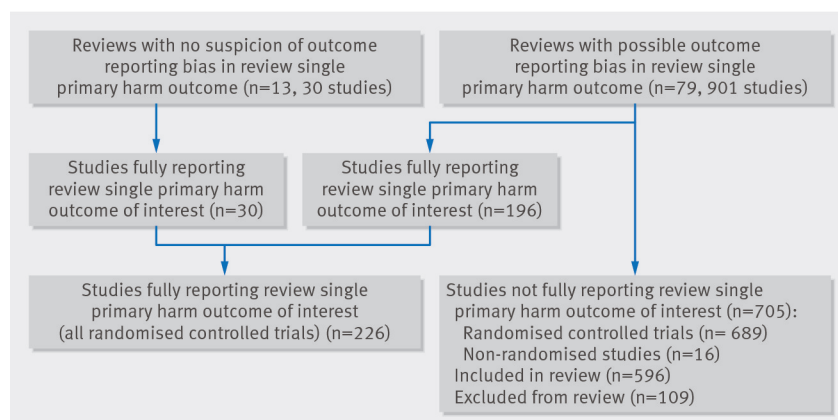 Reviews with no suspicion of outcome
reporting bias in review single
primary harm outcome (n=13, 30 studies)
Reviews with possible outcome
reporting bias in review single
primary harm outcome (n=79, 901 studies)
Studies fully reporting
review single primary harm
outcome of interest (n=30)
Studies fully reporting
review single primary harm
outcome of interest (n=196)
Studies fully reporting review single
primary harm outcome of interest
(all randomised controlled trials) (n=226)
Studies not fully reporting review single
primary harm outcome of interest (n=705):
Randomised controlled trials (n= 689)
Non-randomised studies (n=16)
Included in review (n=596)
Excluded from review (n=109)